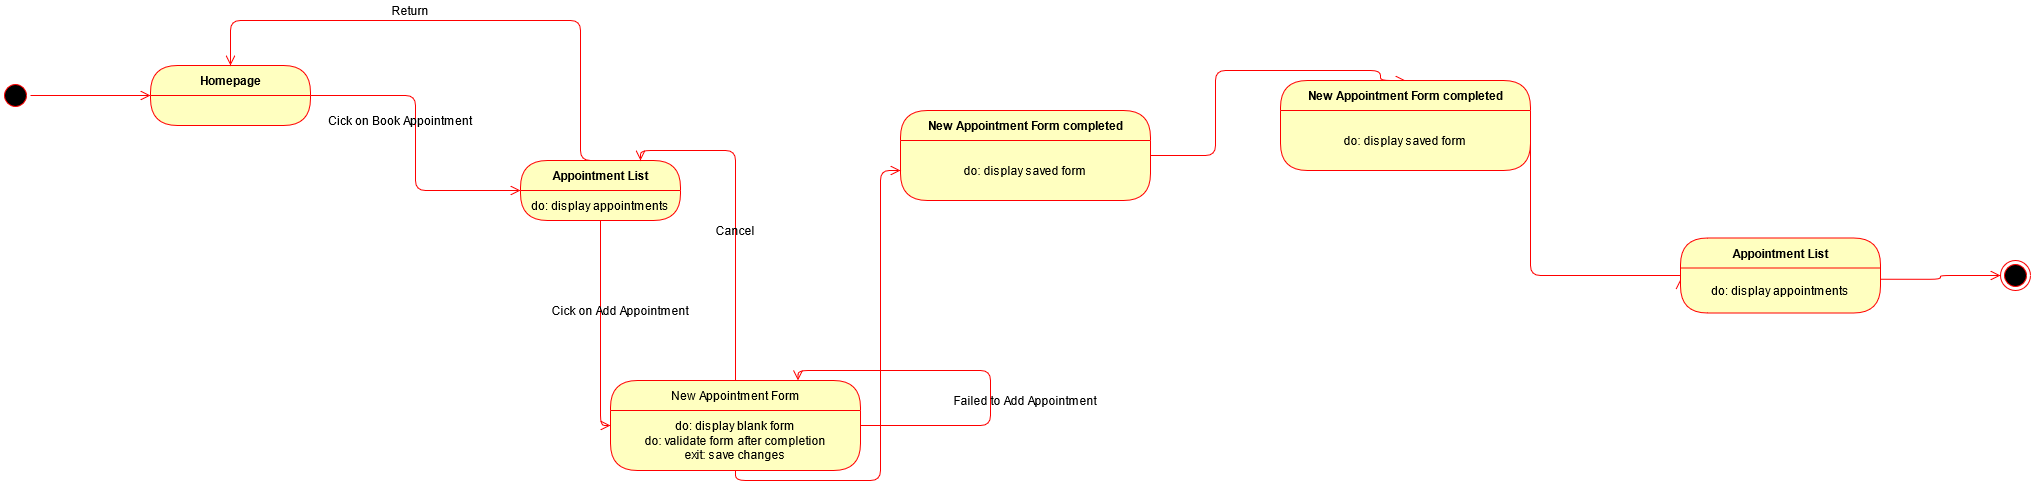 Return
Homepage
Cick on Book Appointment
Appointment List
do: display appointments
Cancel
Cick on Add Appointment
New Appointment Form
do: display blank form
do: validate form after completion
exit: save changes
Failed to Add Appointment
New Appointment Form completed
do: display saved form
New Appointment Form completed
do: display saved form
Appointment List
do: display appointments